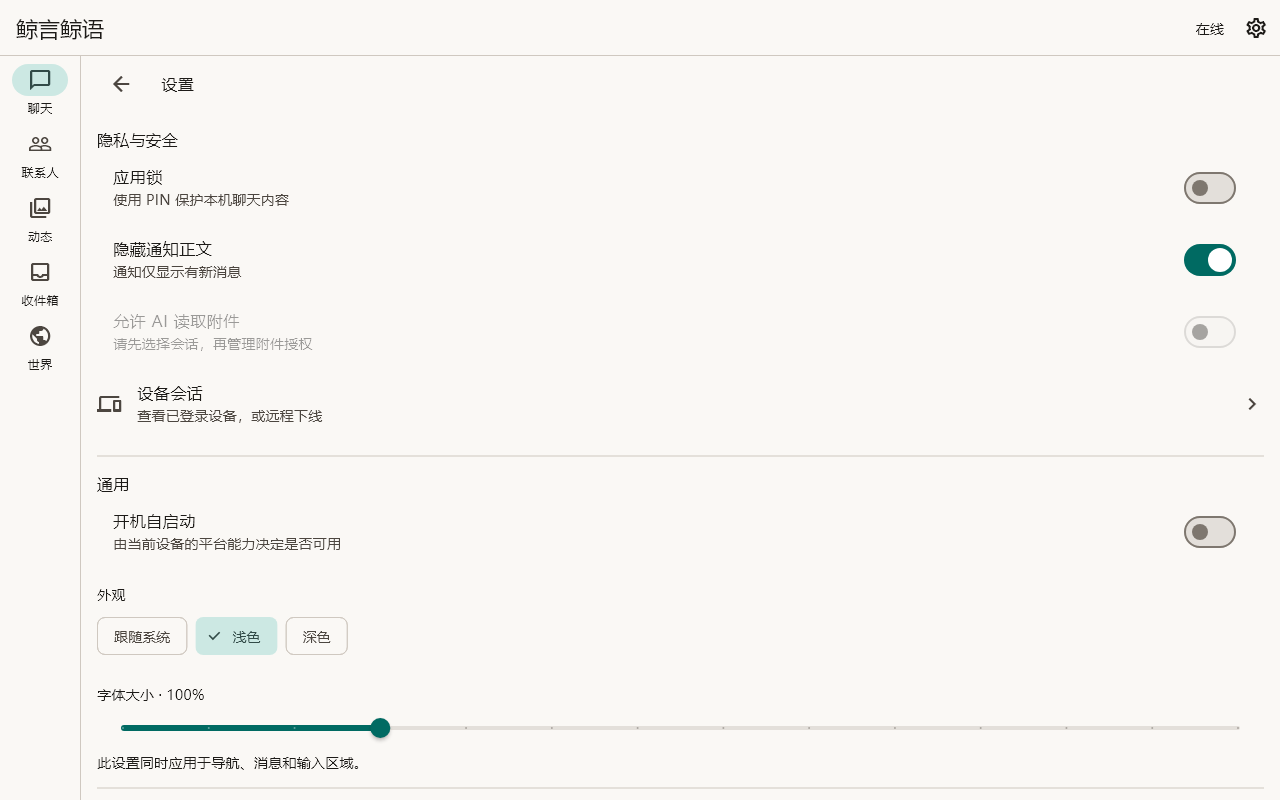 鲸言鲸语
在线
聊天
联系人
动态
收件箱
世界
设置
隐私与安全
应用锁
使用 PIN 保护本机聊天内容
隐藏通知正文
通知仅显示有新消息
允许 AI 读取附件
请先选择会话，再管理附件授权
设备会话
查看已登录设备，或远程下线
通用
开机自启动
由当前设备的平台能力决定是否可用
外观
跟随系统
浅色
深色
字体大小 · 100%
此设置同时应用于导航、消息和输入区域。